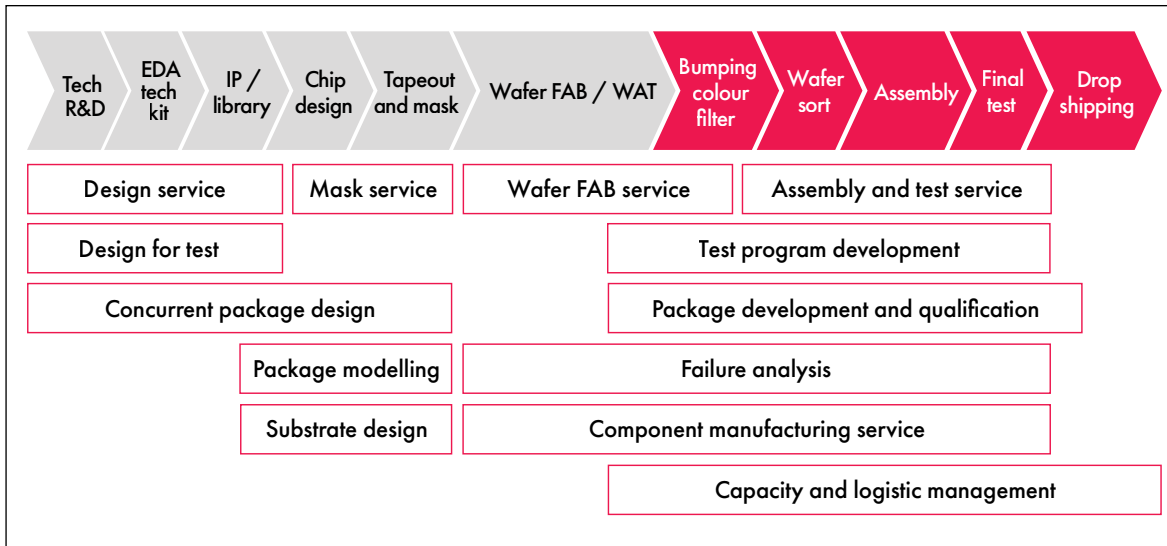 Tech
R&D
EDA
tech
kit
IP /
library
Chip
design
Tapeout
and mask
Wafer FAB / WAT
Bumping
colour
filter
Wafer
sort
Assembly
Final
test
Drop
shipping
Design service
Mask service
Wafer FAB service
Assembly and test service
Design for test
Test program development
Concurrent package design
Package development and qualification
Package modelling
Failure analysis
Substrate design
Component manufacturing service
Capacity and logistic management